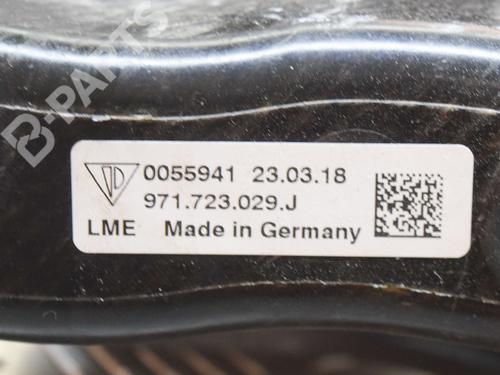 B-PARTS
0055941 23.03.18
971.723.029.J
LME Made in Germany